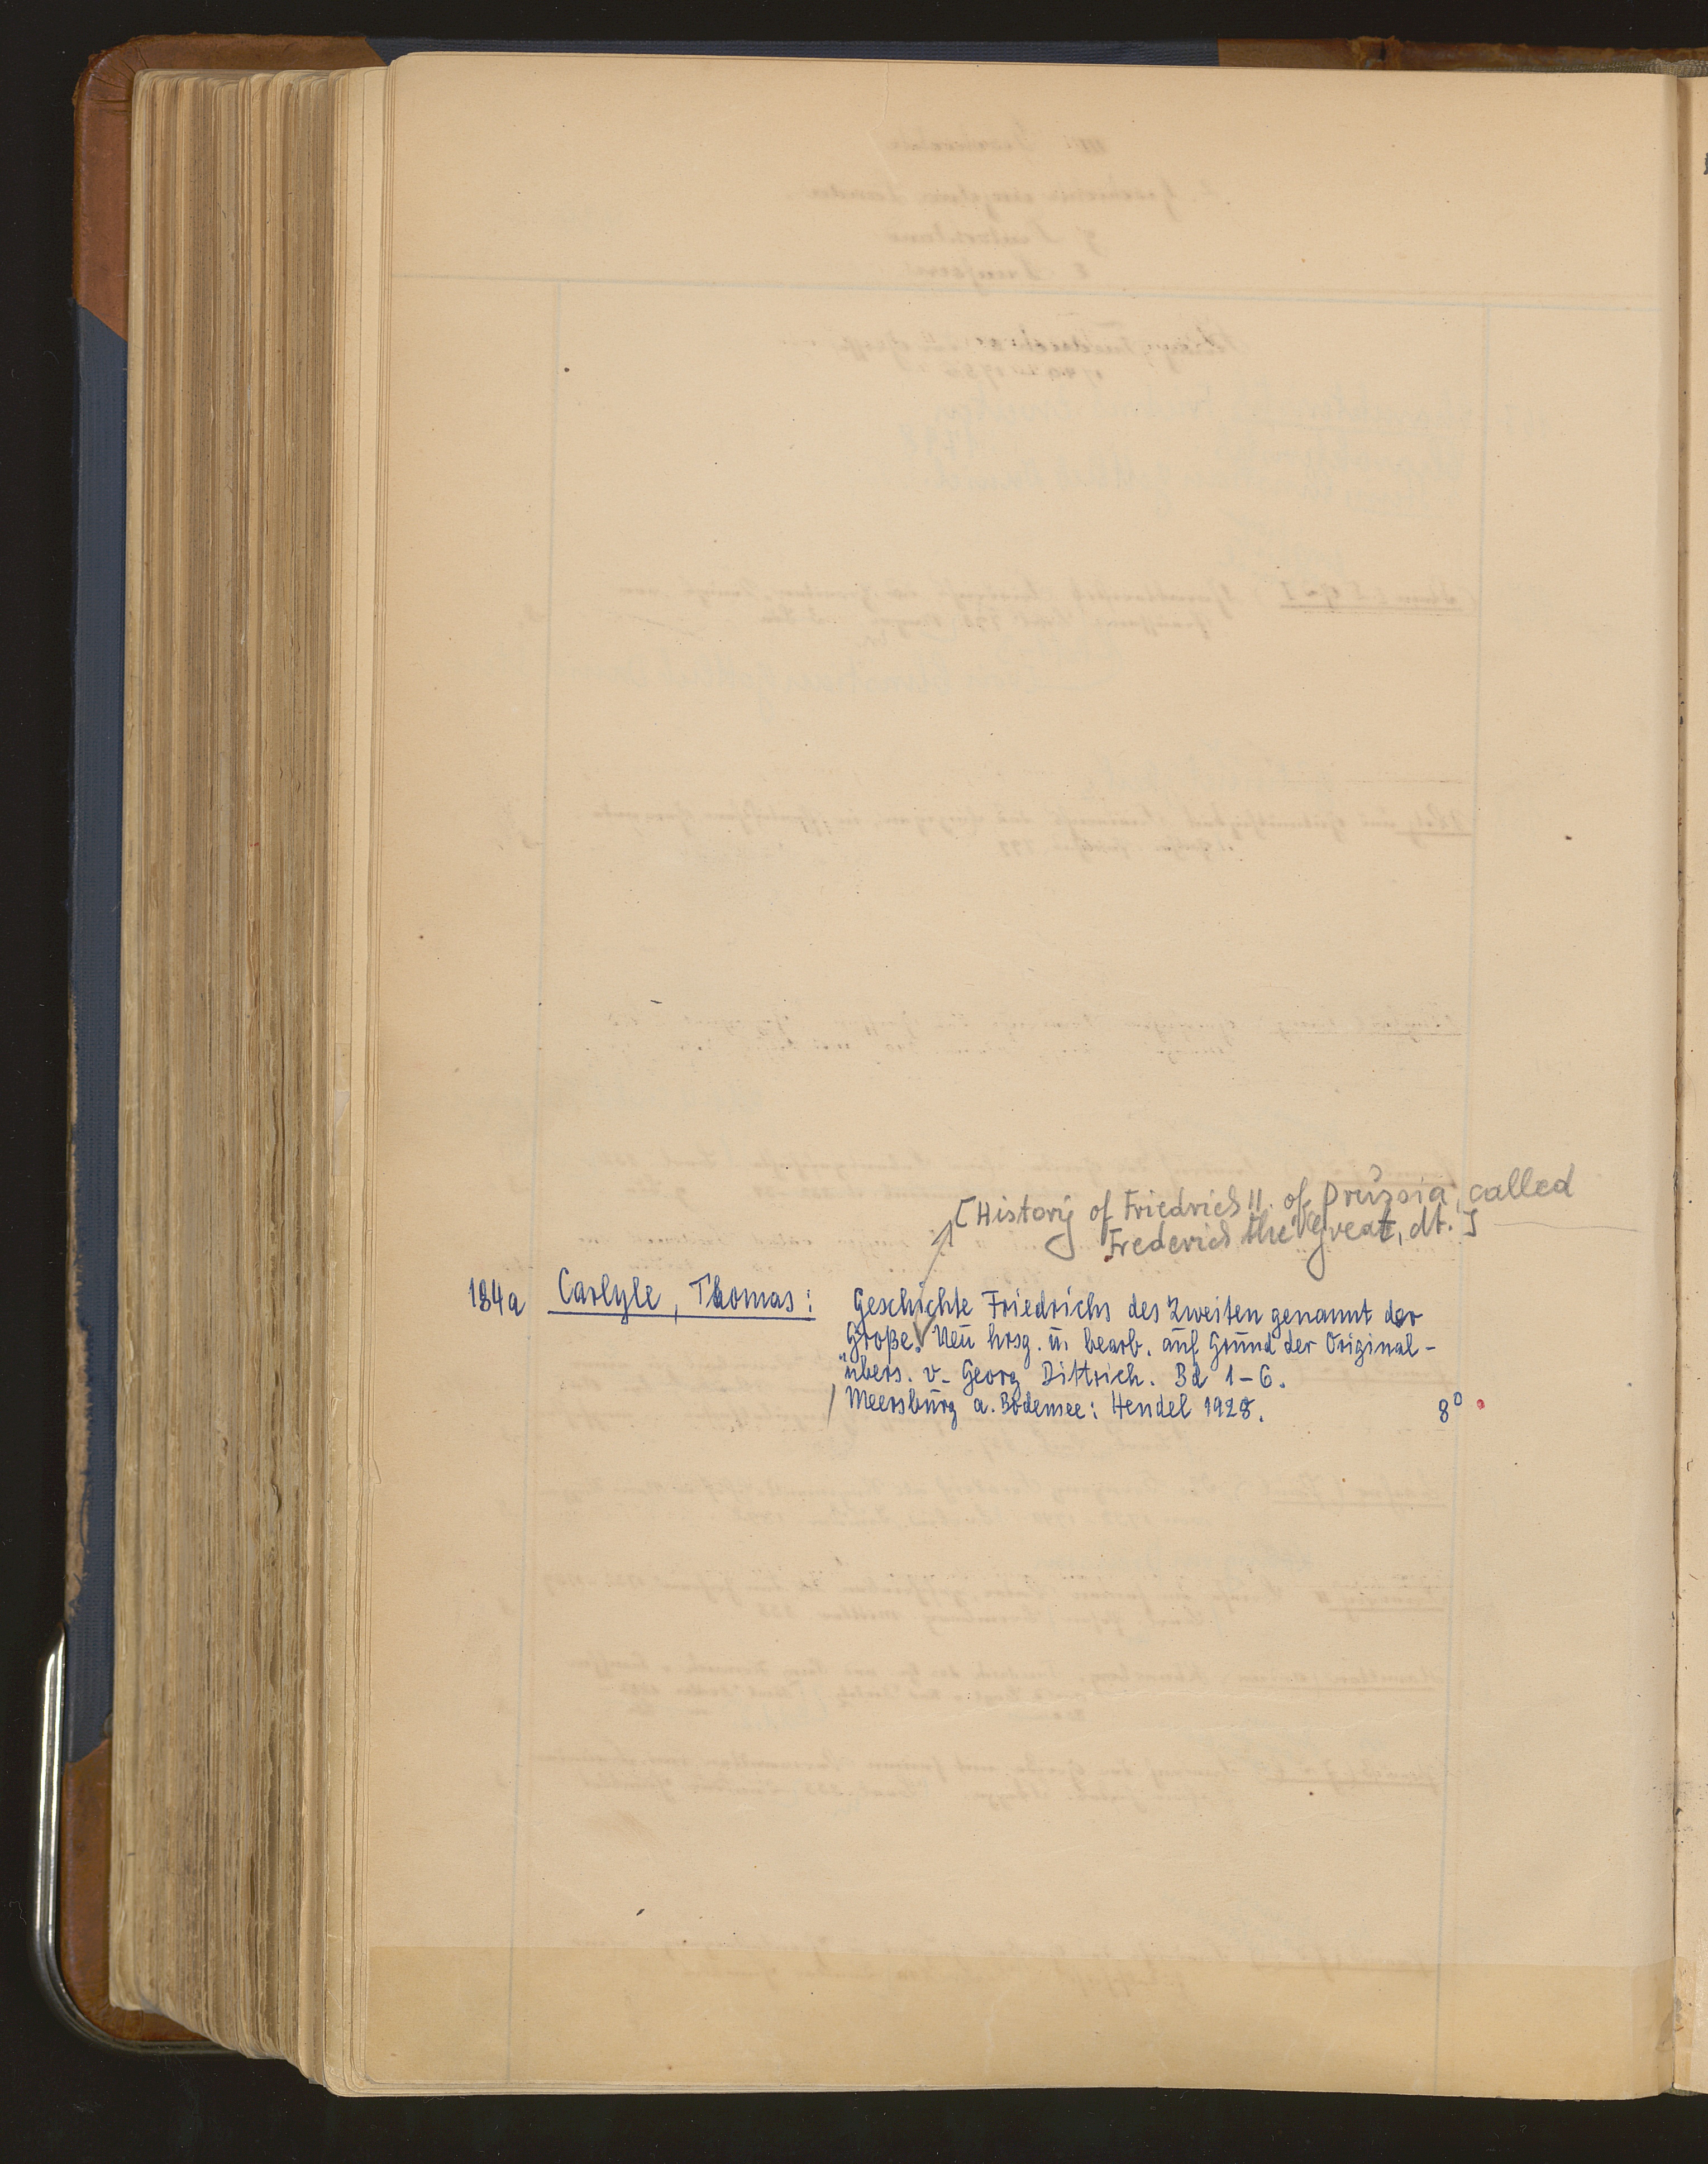 [History of Friedrich II. of Prussia, called
Frederich the Great, dt.]
184a Carlyle, Thomas: Geschichte Friedrichs des Zweiten genannt der
Große. Neu hrsg. u. bearb. auf Grund der Original-
übers. v. Georg Dittrich. Bd 1-6.
Meersburg a. Bodensee: Hendel 1928. 8°